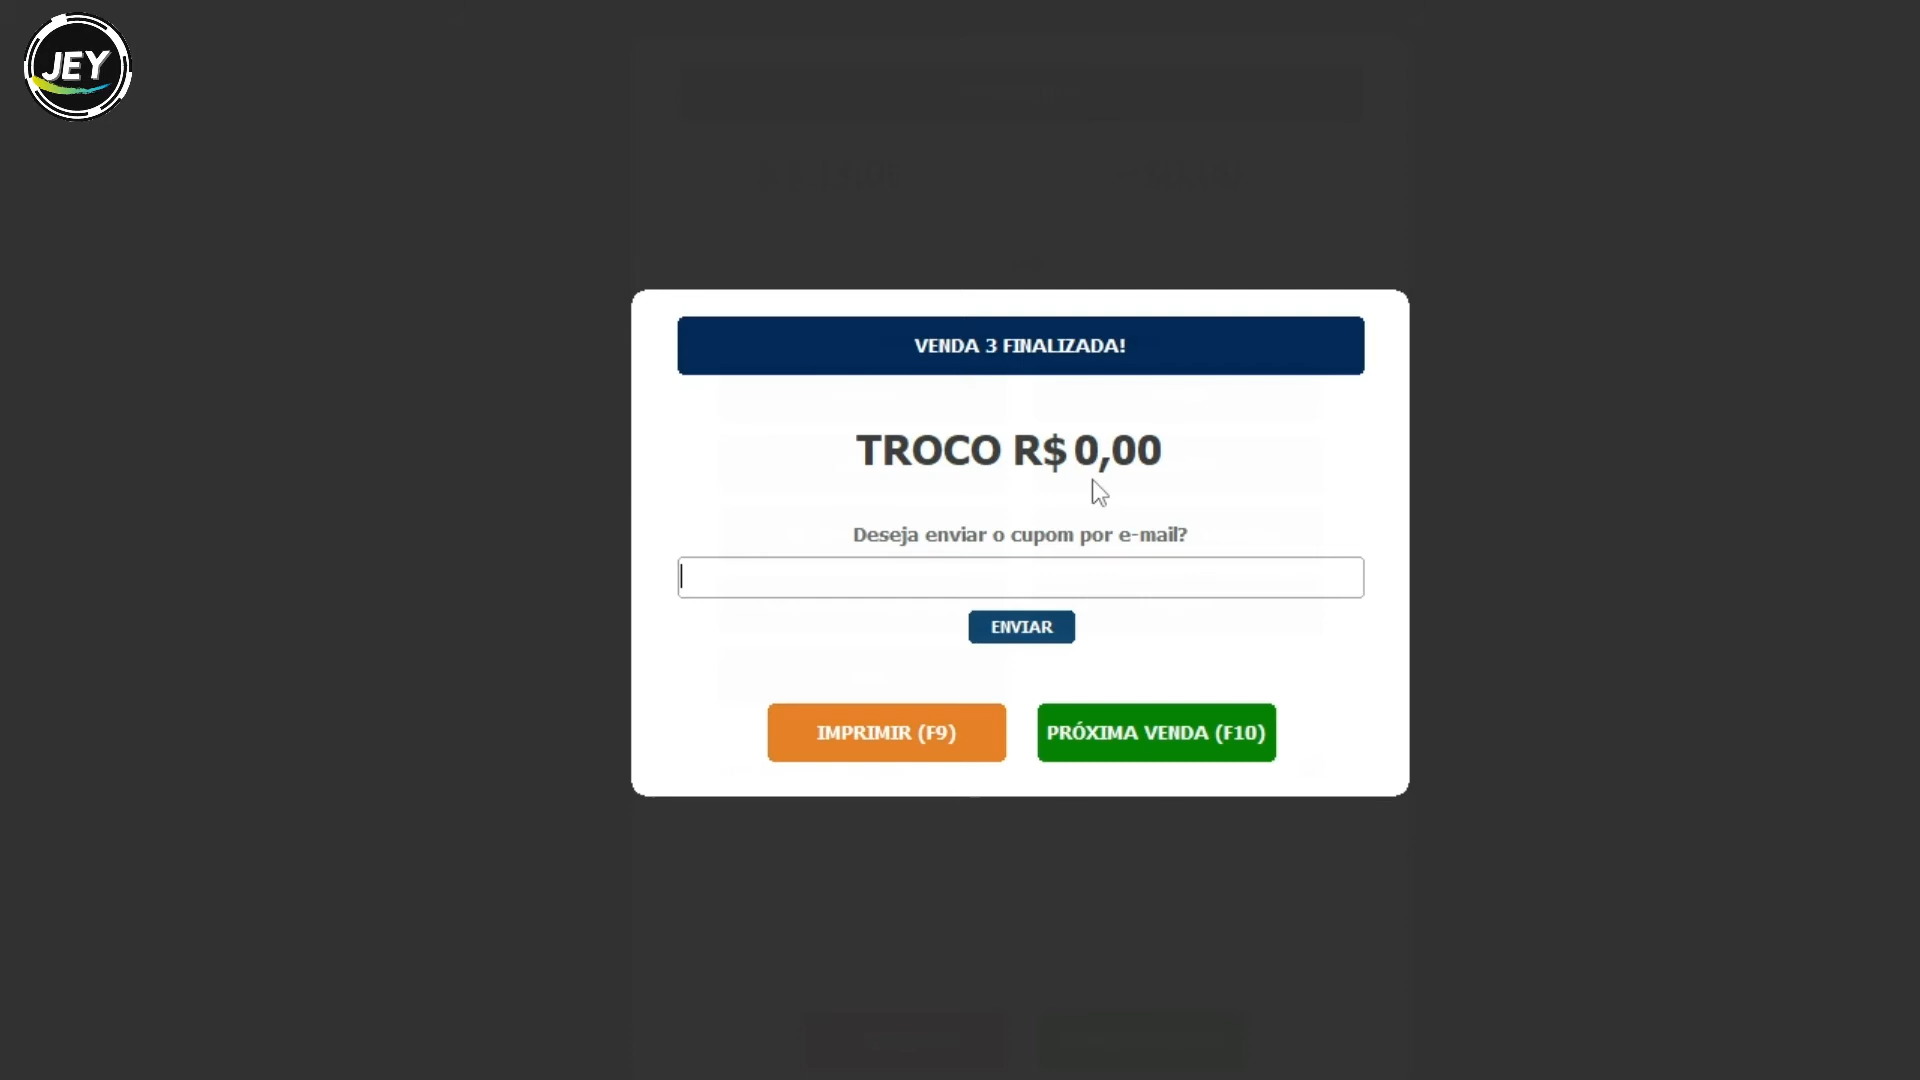 JEY
VENDA 3 FINALIZADA!
TROCO R$ 0,00
Deseja enviar o cupom por e-mail?
ENVIAR
IMPRIMIR (F9)
PRÓXIMA VENDA (F10)